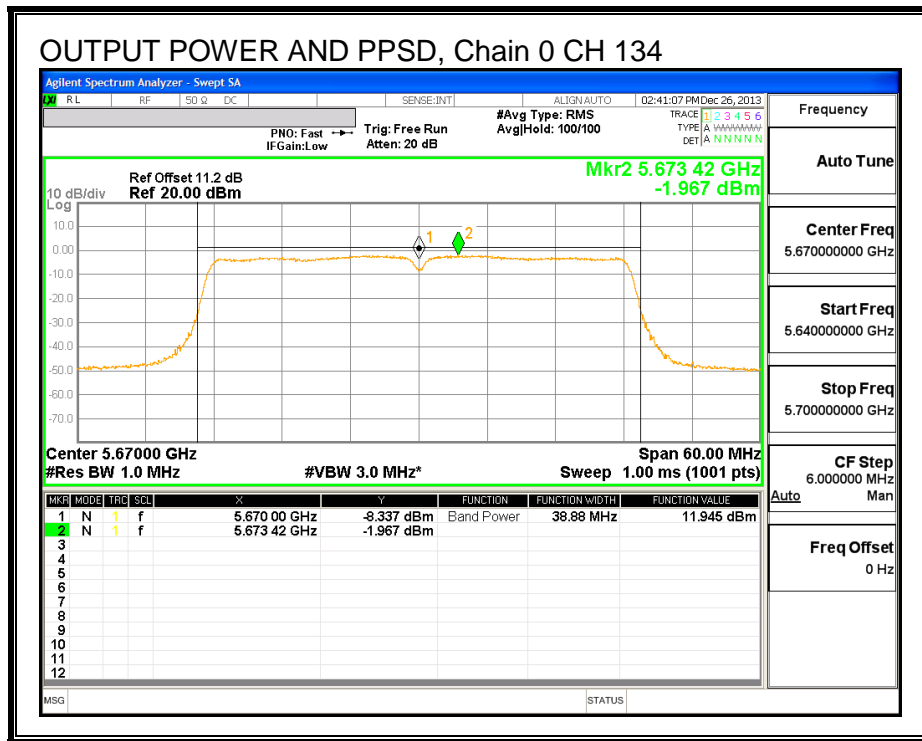 OUTPUT POWER AND PPSD, Chain 0 CH 134
Agilent Spectrum Analyzer - Swept SA
LXI RL RF 50 Ω DC SENSE:INT ALIGN AUTO 02:41:07 PM Dec 26, 2013
PNO: Fast Trig: Free Run #Avg Type: RMS TRACE 1 2 3 4 5 6
IFGain:Low Atten: 20 dB Avg|Hold: 100/100 TYPE A WWWWW
DET A N N N N N
Ref Offset 11.2 dB Mkr2 5.673 42 GHz
10 dB/div Ref 20.00 dBm -1.967 dBm
Log
10.0
0.00
-10.0
-20.0
-30.0
-40.0
-50.0
-60.0
-70.0
1
2
Center 5.67000 GHz Span 60.00 MHz
#Res BW 1.0 MHz #VBW 3.0 MHz* Sweep 1.00 ms (1001 pts)
MKR MODE TRC SCL X Y FUNCTION FUNCTION WIDTH FUNCTION VALUE
1 N 1 f 5.670 00 GHz -8.337 dBm Band Power 38.88 MHz 11.945 dBm
2 N 1 f 5.673 42 GHz -1.967 dBm
3
4
5
6
7
8
9
10
11
12
MSG STATUS
Frequency
Auto Tune
Center Freq
5.670000000 GHz
Start Freq
5.640000000 GHz
Stop Freq
5.700000000 GHz
CF Step
6.000000 MHz
Auto Man
Freq Offset
0 Hz